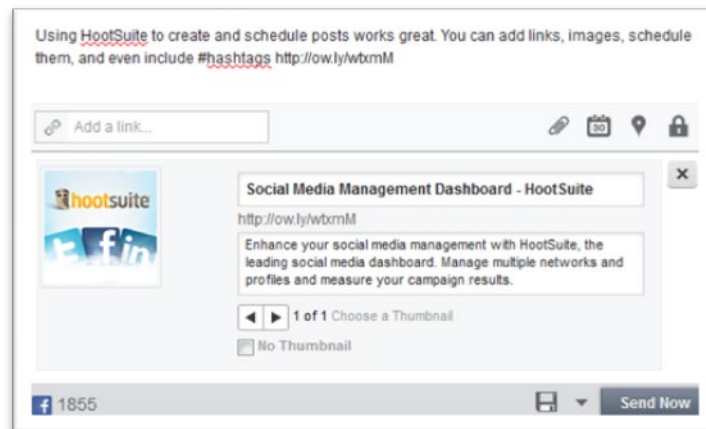 Using HootSuite to create and schedule posts works great. You can add links, images, schedule
them, and even include #hashtags http://ow.ly/wtxmM
Add a link...
30
hootsuite
Social Media Management Dashboard - HootSuite
http://ow.ly/wtxmM
Enhance your social media management with HootSuite, the
leading social media dashboard. Manage multiple networks and
profiles and measure your campaign results.
1 of 1 Choose a Thumbnail
No Thumbnail
1855
Send Now